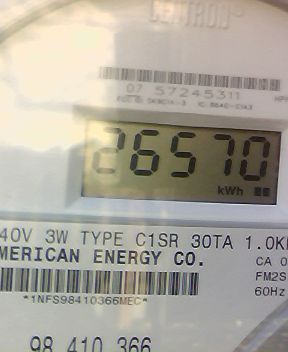 CENTRON®
07 57245311
26570
kWh
40V 3W TYPE C1SR 30TA 1.0K
MERICAN ENERGY CO.
CA 0
FM2S
60Hz
*1NFS98410366MEC*
98 410 366